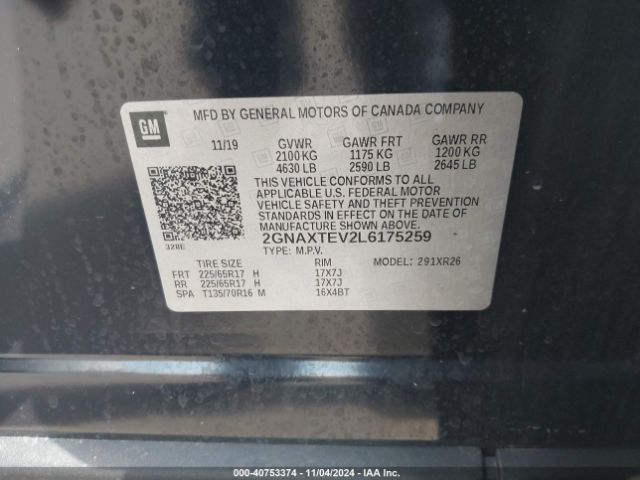 MFD BY GENERAL MOTORS OF CANADA COMPANY
GM
11/19 GVWR GAWR FRT GAWR RR
2100 KG 1175 KG 1200 KG
4630 LB 2590 LB 2645 LB
THIS VEHICLE CONFORMS TO ALL
APPLICABLE U.S. FEDERAL MOTOR
VEHICLE SAFETY AND THEFT PREVENTION
STANDARDS IN EFFECT ON THE DATE OF
MANUFACTURE SHOWN ABOVE.
2GNAXTEV2L6175259
328E
TYPE: M.P.V.
TIRE SIZE RIM MODEL: 291XR26
FRT 225/65R17 H 17X7J
RR 225/65R17 H 17X7J
SPA T135/70R16 M 16X4BT
000-40753374 - 11/04/2024 - IAA Inc.